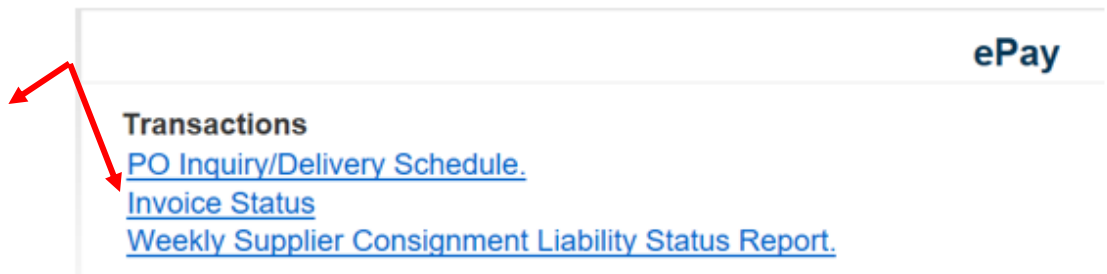 ePay
Transactions
PO Inquiry/Delivery Schedule.
Invoice Status
Weekly Supplier Consignment Liability Status Report.